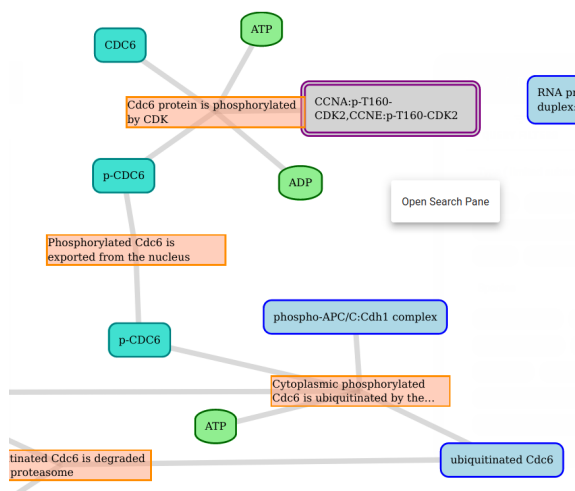 ATP
CDC6
RNA pr
duplex:
Cdc6 protein is phosphorylated
by CDK
CCNA:p-T160-
CDK2,CCNE:p-T160-CDK2
p-CDC6
ADP
Open Search Pane
Phosphorylated Cdc6 is
exported from the nucleus
phospho-APC/C:Cdh1 complex
p-CDC6
Cytoplasmic phosphorylated
Cdc6 is ubiquitinated by the...
ATP
tinated Cdc6 is degraded
proteasome
ubiquitinated Cdc6